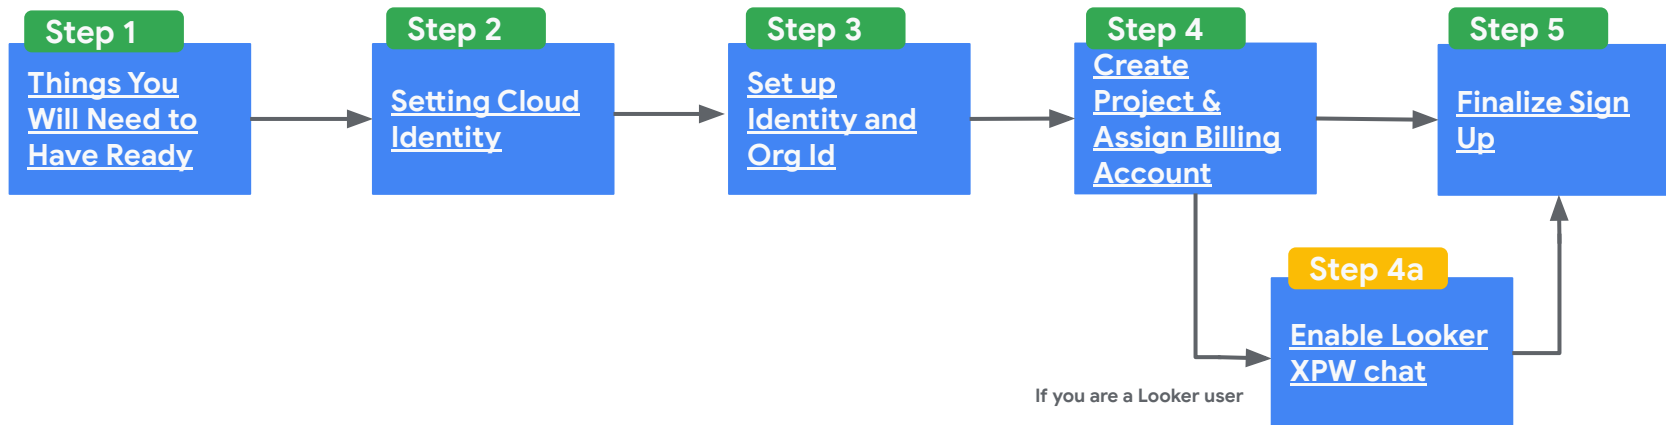 Step 1
Things You
Will Need to
Have Ready
Step 2
Setting Cloud
Identity
Step 3
Set up
Identity and
Org Id
Step 4
Create
Project &
Assign Billing
Account
Step 5
Finalize Sign
Up
If you are a Looker user
Step 4a
Enable Looker
XPW chat